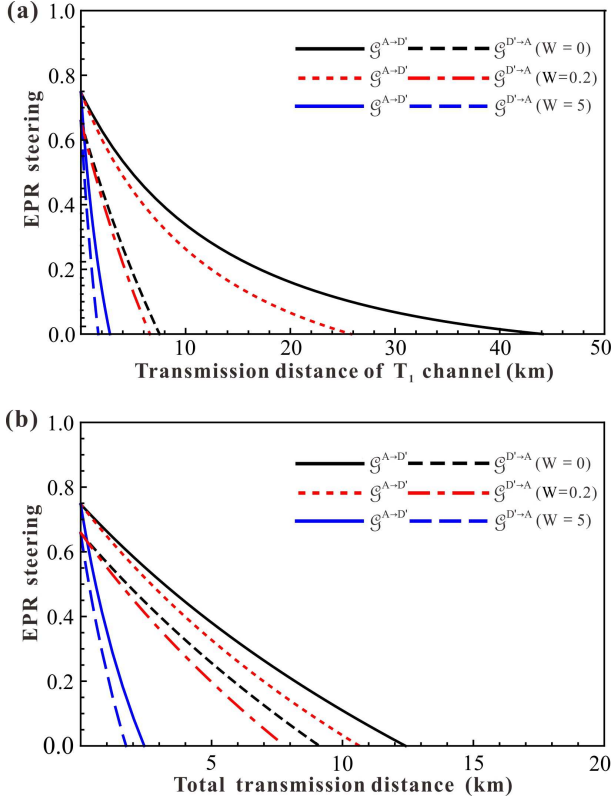 (a)
1.0
0.8
0.6
0.4
0.2
0.0
EPR steering
𝒢^A→D' 𝒢^D'→A (W = 0)
𝒢^A→D' 𝒢^D'→A (W=0.2)
𝒢^A→D' 𝒢^D'→A (W = 5)
10 20 30 40 50
Transmission distance of T₁ channel (km)
(b)
1.0
0.8
0.6
0.4
0.2
0.0
EPR steering
𝒢^A→D' 𝒢^D'→A (W = 0)
𝒢^A→D' 𝒢^D'→A (W=0.2)
𝒢^A→D' 𝒢^D'→A (W = 5)
5 10 15 20
Total transmission distance (km)